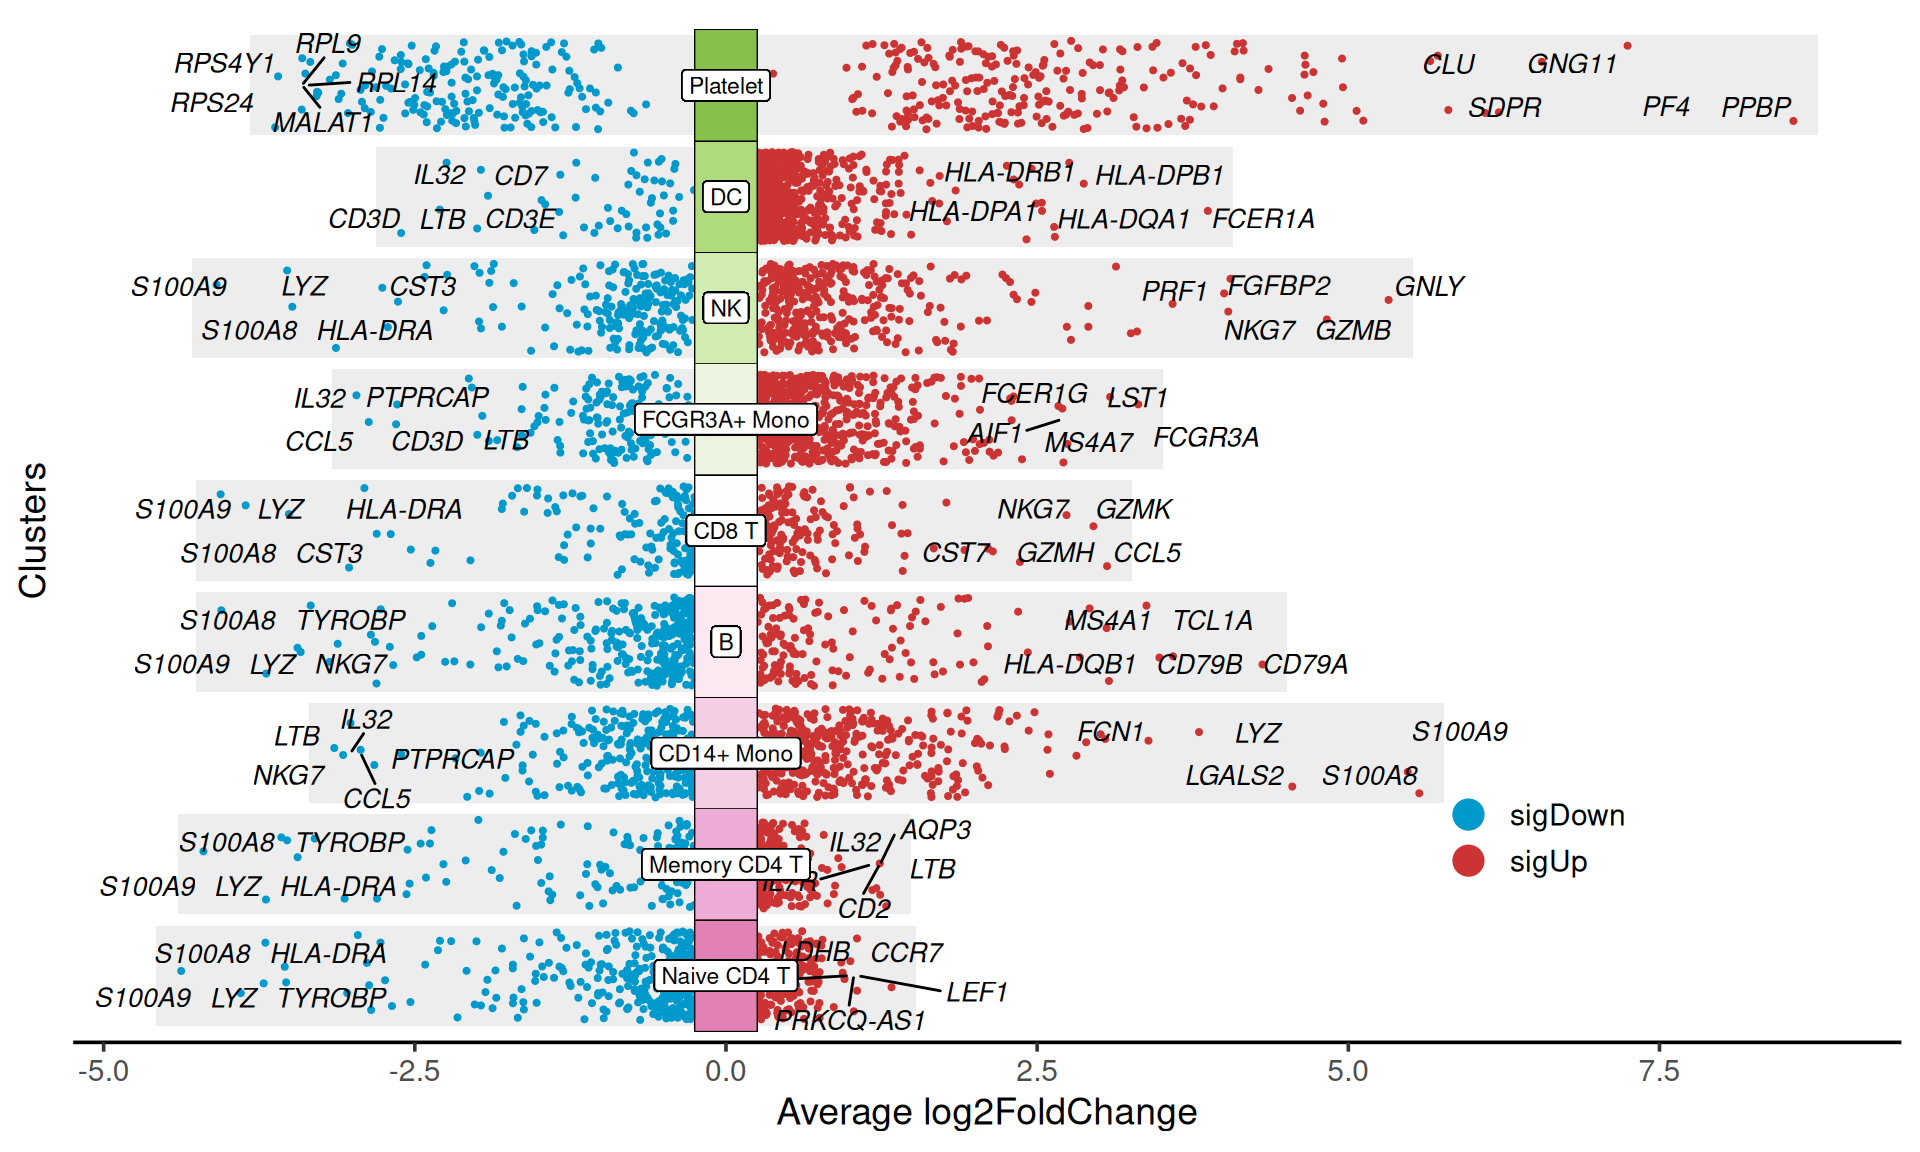 RPL9
RPS4Y1
RPL14
RPS24
MALAT1
Platelet
CLU
GNG11
SDPR
PF4
PPBP
IL32
CD7
CD3D
LTB
CD3E
DC
HLA-DRB1
HLA-DPB1
HLA-DPA1
HLA-DQA1
FCER1A
S100A9
LYZ
CST3
S100A8
HLA-DRA
NK
PRF1
FGFBP2
GNLY
NKG7
GZMB
IL32
PTPRCAP
CCL5
CD3D
LTB
FCGR3A+ Mono
FCER1G
LST1
AIF1
MS4A7
FCGR3A
S100A9
LYZ
HLA-DRA
S100A8
CST3
CD8 T
NKG7
GZMK
CST7
GZMH
CCL5
S100A8
TYROBP
S100A9
LYZ
NKG7
B
MS4A1
TCL1A
HLA-DQB1
CD79B
CD79A
IL32
LTB
PTPRCAP
NKG7
CCL5
CD14+ Mono
FCN1
LYZ
S100A9
LGALS2
S100A8
S100A8
TYROBP
S100A9
LYZ
HLA-DRA
Memory CD4 T
IL32
AQP3
IL7R
LTB
CD2
S100A8
HLA-DRA
S100A9
LYZ
TYROBP
Naive CD4 T
LDHB
CCR7
LEF1
PRKCQ-AS1
sigDown
sigUp
Clusters
-5.0
-2.5
0.0
2.5
5.0
7.5
Average log2FoldChange